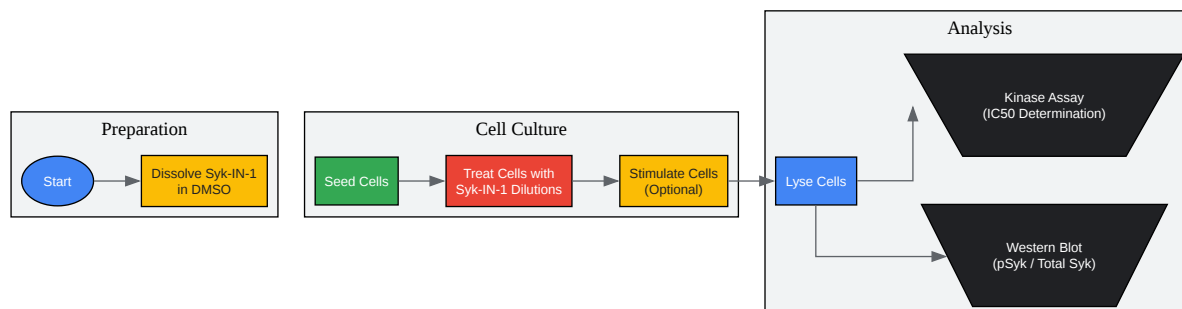 Preparation
Start
Dissolve Syk-IN-1
in DMSO
Cell Culture
Seed Cells
Treat Cells with
Syk-IN-1 Dilutions
Stimulate Cells
(Optional)
Analysis
Lyse Cells
Kinase Assay
(IC50 Determination)
Western Blot
(pSyk / Total Syk)